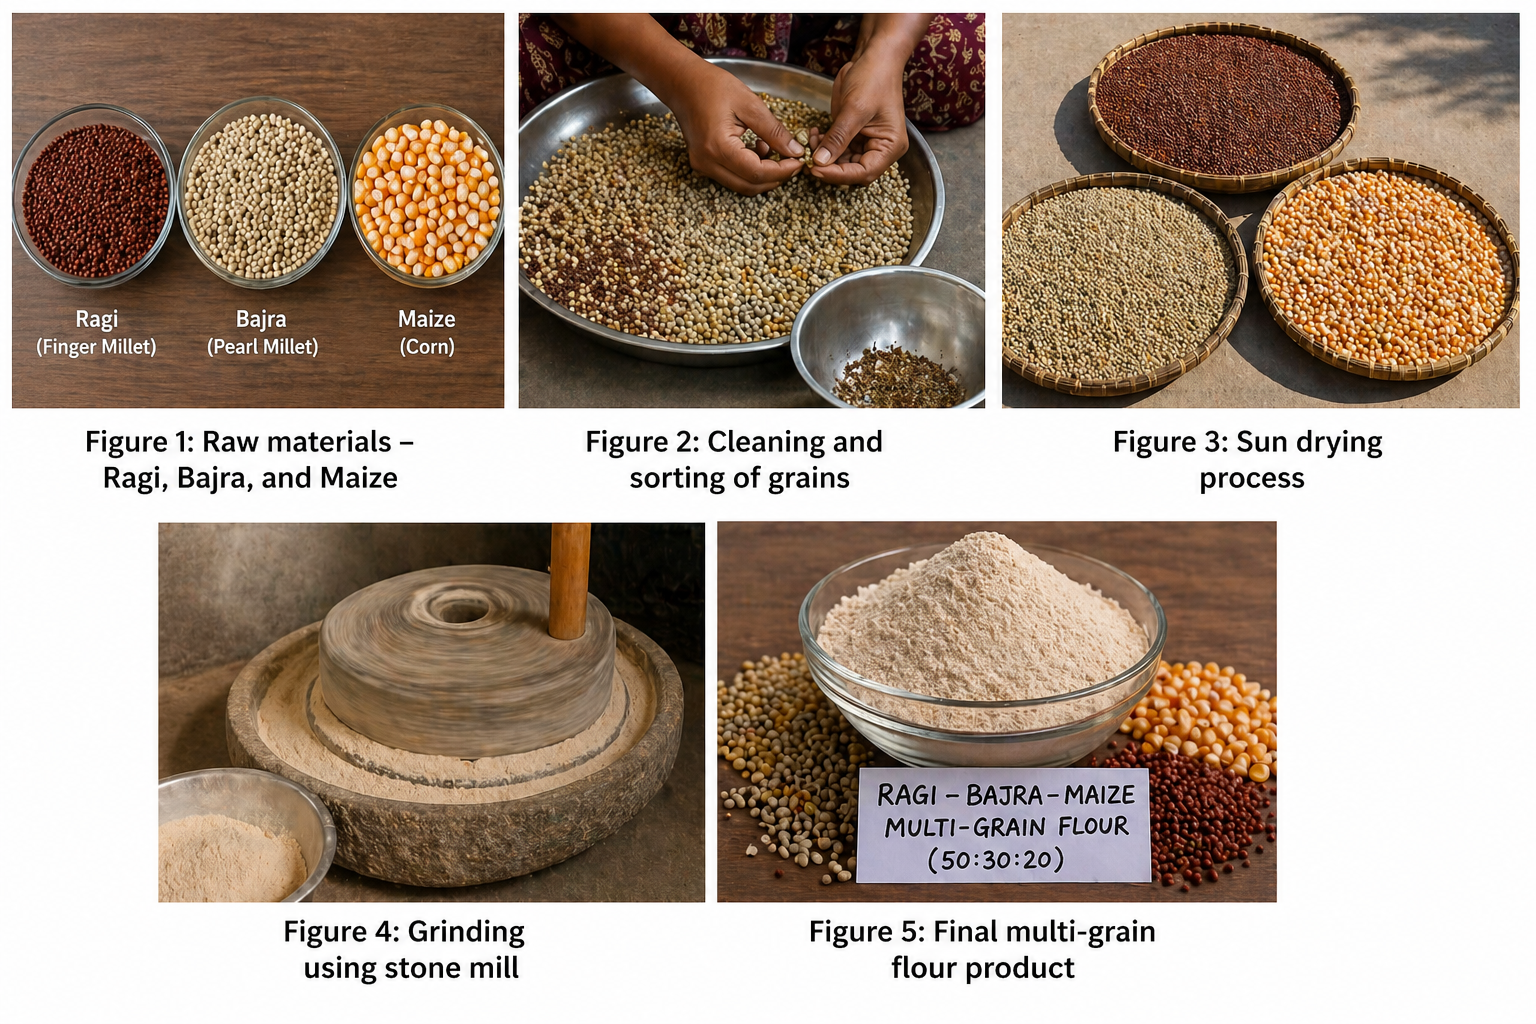 Ragi
(Finger Millet)
Bajra
(Pearl Millet)
Maize
(Corn)
Figure 1: Raw materials –
Ragi, Bajra, and Maize
Figure 2: Cleaning and
sorting of grains
Figure 3: Sun drying
process
RAGI – BAJRA – MAIZE
MULTI-GRAIN FLOUR
(50:30:20)
Figure 4: Grinding
using stone mill
Figure 5: Final multi-grain
flour product